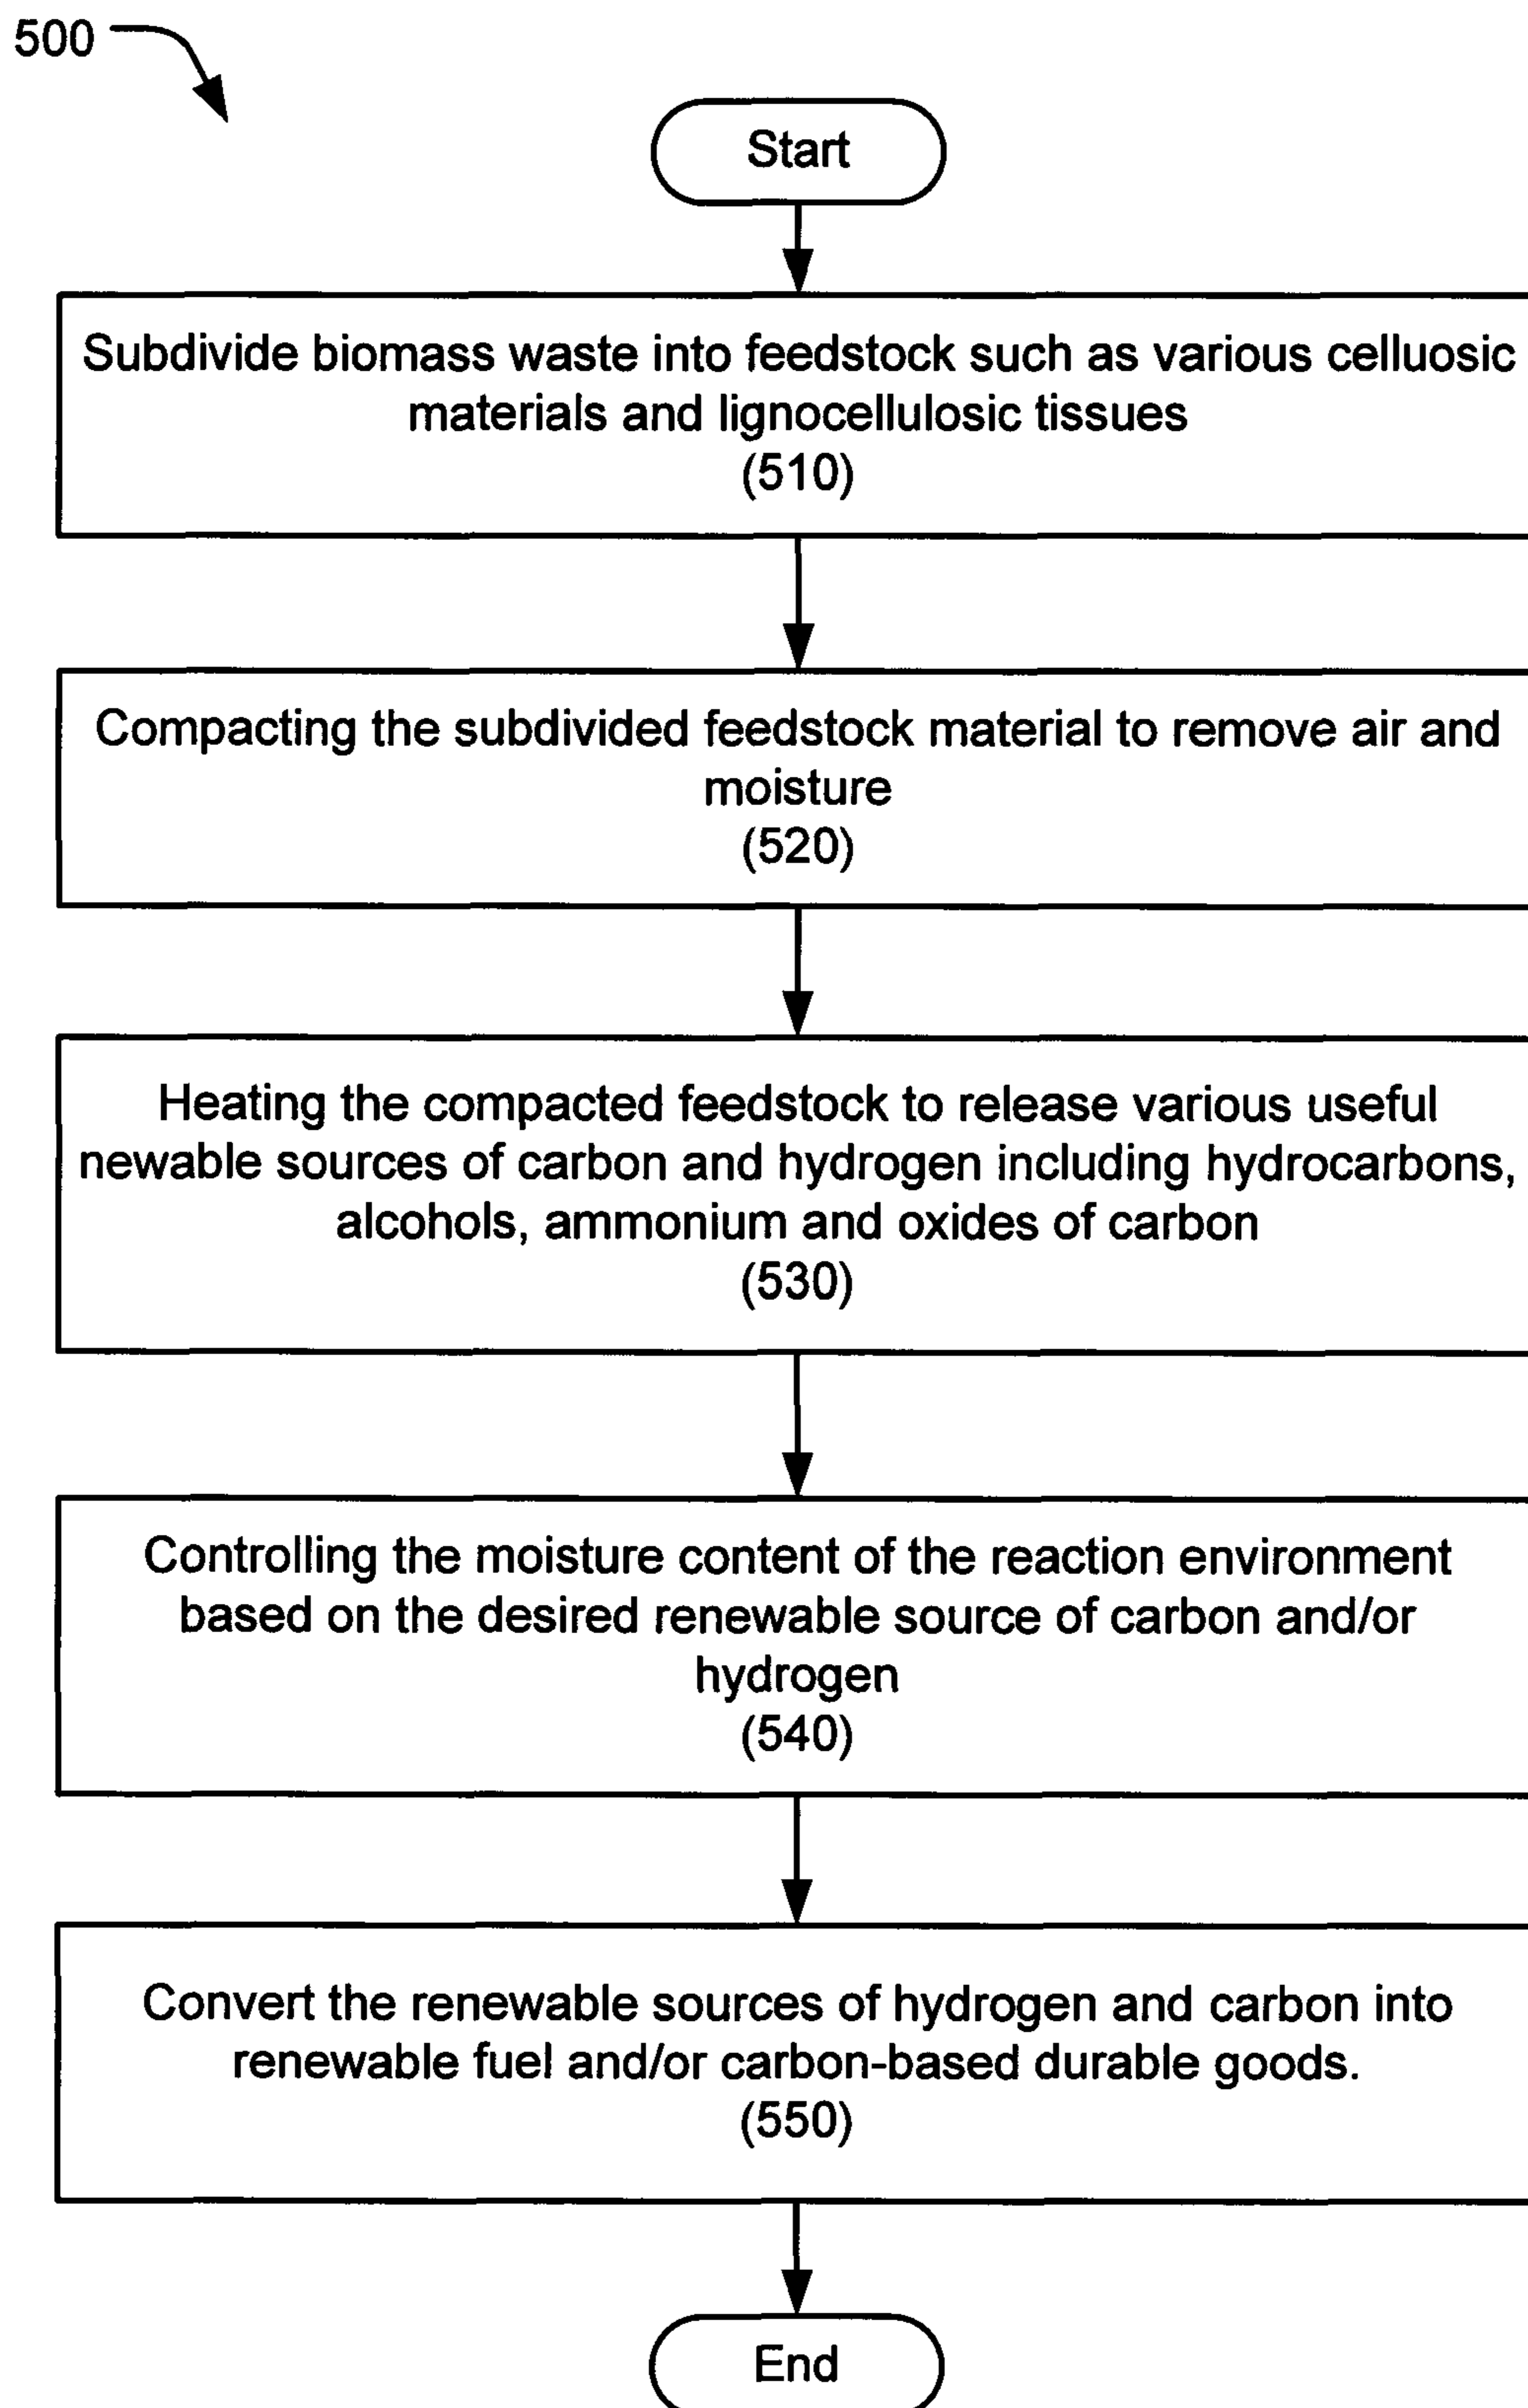 500
Start
Subdivide biomass waste into feedstock such as various celluosic
materials and lignocellulosic tissues
(510)
Compacting the subdivided feedstock material to remove air and
moisture
(520)
Heating the compacted feedstock to release various useful
newable sources of carbon and hydrogen including hydrocarbons,
alcohols, ammonium and oxides of carbon
(530)
Controlling the moisture content of the reaction environment
based on the desired renewable source of carbon and/or
hydrogen
(540)
Convert the renewable sources of hydrogen and carbon into
renewable fuel and/or carbon-based durable goods.
(550)
End